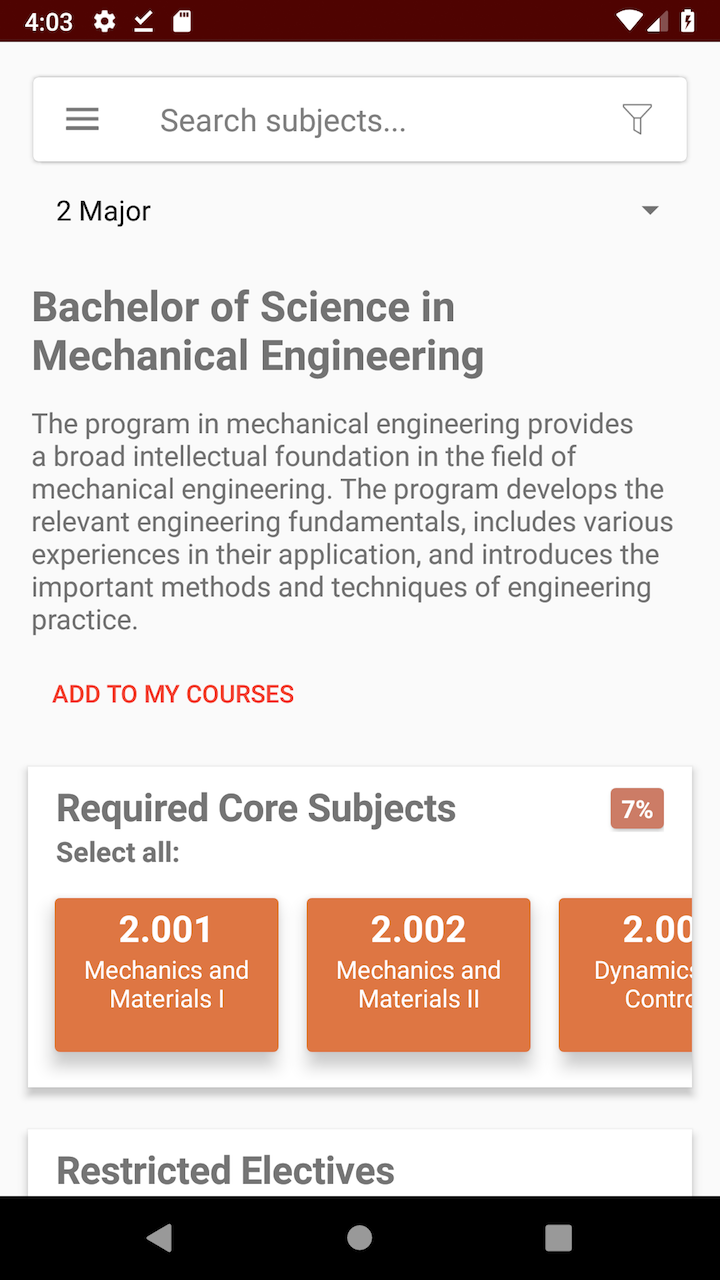 4:03
Search subjects...
2 Major
Bachelor of Science in
Mechanical Engineering
The program in mechanical engineering provides
a broad intellectual foundation in the field of
mechanical engineering. The program develops the
relevant engineering fundamentals, includes various
experiences in their application, and introduces the
important methods and techniques of engineering
practice.
ADD TO MY COURSES
Required Core Subjects
7%
Select all:
2.001
Mechanics and
Materials I
2.002
Mechanics and
Materials II
2.00
Dynamics
Contro
Restricted Electives